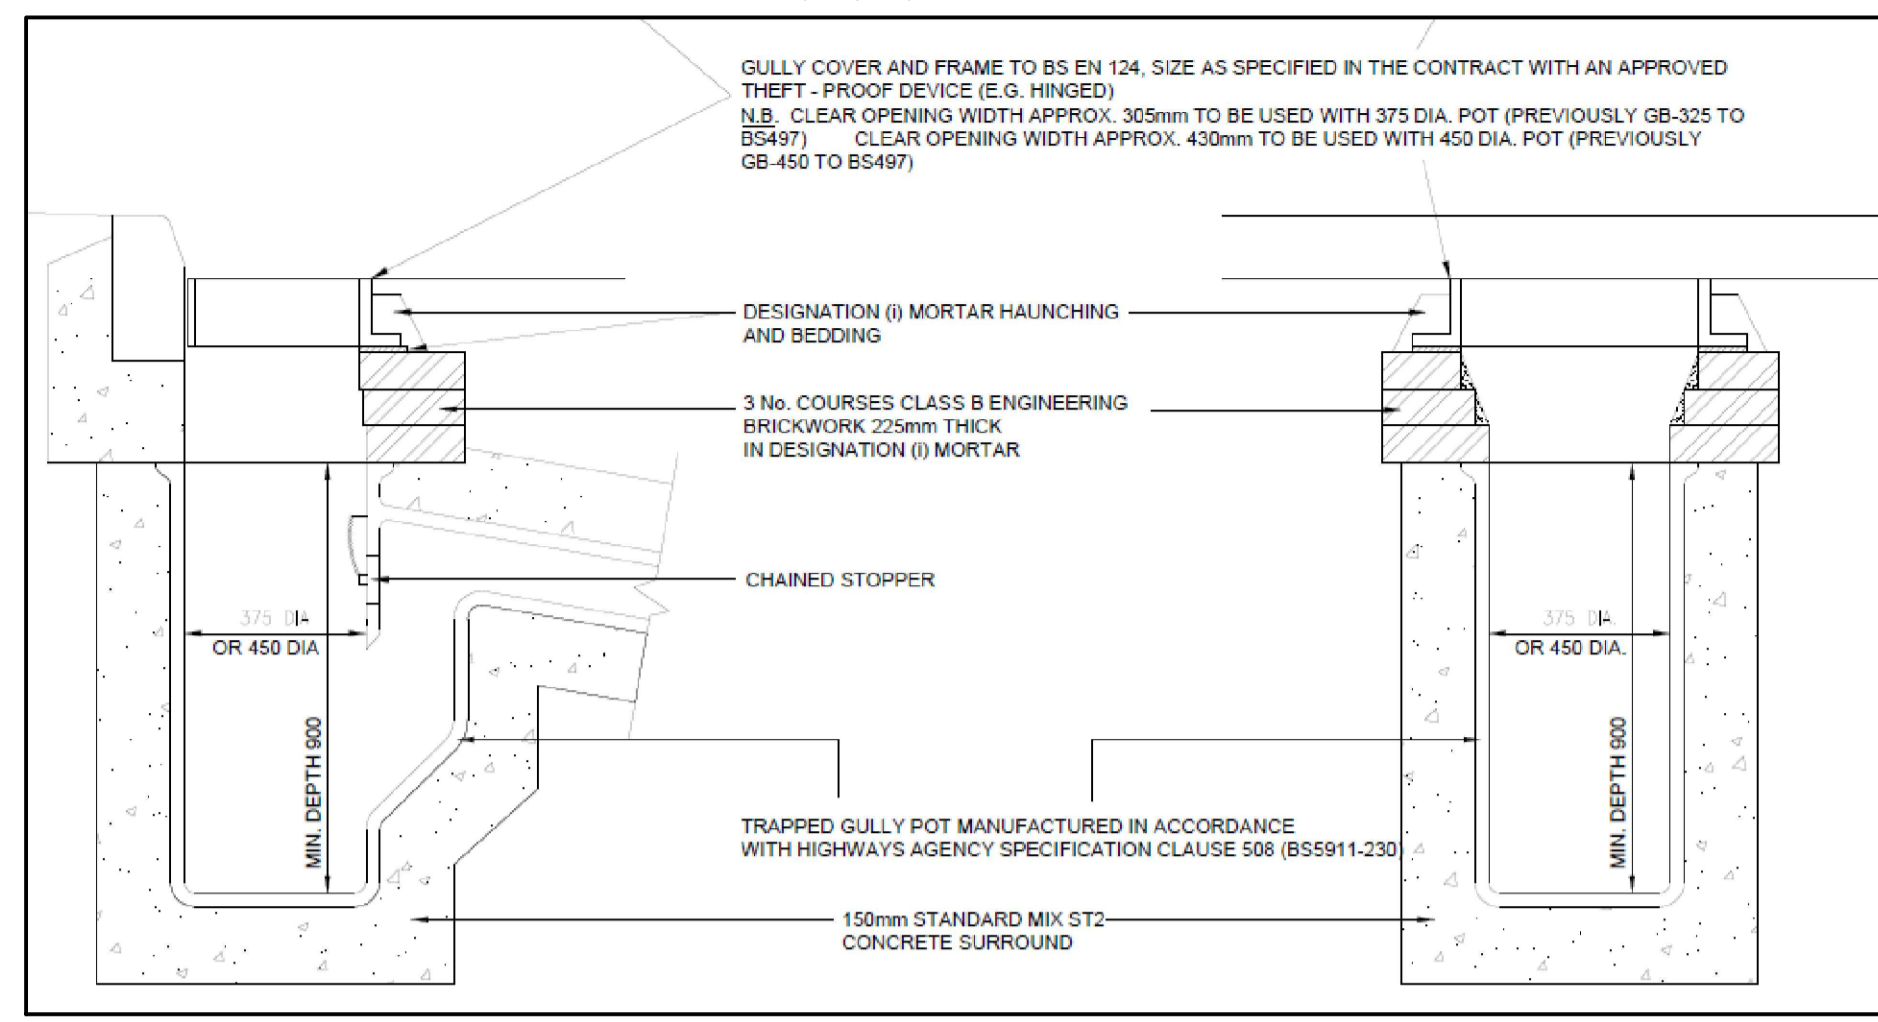 GULLY COVER AND FRAME TO BS EN 124, SIZE AS SPECIFIED IN THE CONTRACT WITH AN APPROVED
THEFT - PROOF DEVICE (E.G. HINGED)
N.B. CLEAR OPENING WIDTH APPROX. 305mm TO BE USED WITH 375 DIA. POT (PREVIOUSLY GB-325 TO
BS497) CLEAR OPENING WIDTH APPROX. 430mm TO BE USED WITH 450 DIA. POT (PREVIOUSLY
GB-450 TO BS497)
DESIGNATION (i) MORTAR HAUNCHING
AND BEDDING
3 No. COURSES CLASS B ENGINEERING
BRICKWORK 225mm THICK
IN DESIGNATION (i) MORTAR
CHAINED STOPPER
375 DIA
OR 450 DIA
MIN. DEPTH 900
375 DIA.
OR 450 DIA.
MIN. DEPTH 900
TRAPPED GULLY POT MANUFACTURED IN ACCORDANCE
WITH HIGHWAYS AGENCY SPECIFICATION CLAUSE 508 (BS5911-230)
150mm STANDARD MIX ST2
CONCRETE SURROUND